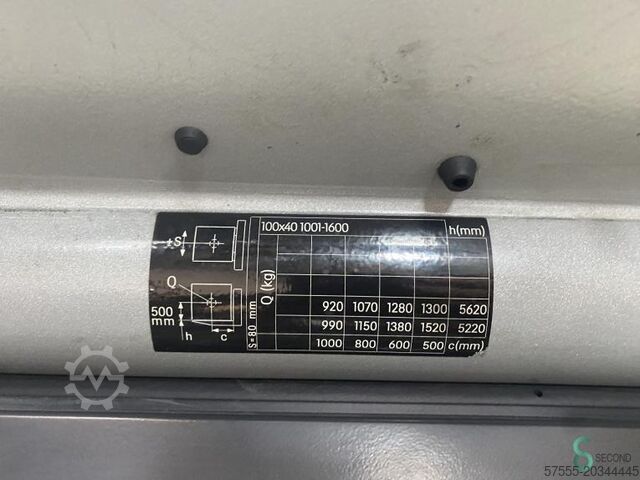 100x40 1001-1600 h(mm)
±S
Q
Q (kg)
920 1070 1280 1300 5620
500 mm
990 1150 1380 1520 5220
h c
S=80 mm
1000 800 600 500 c(mm)
S SECOND
57555-20344445